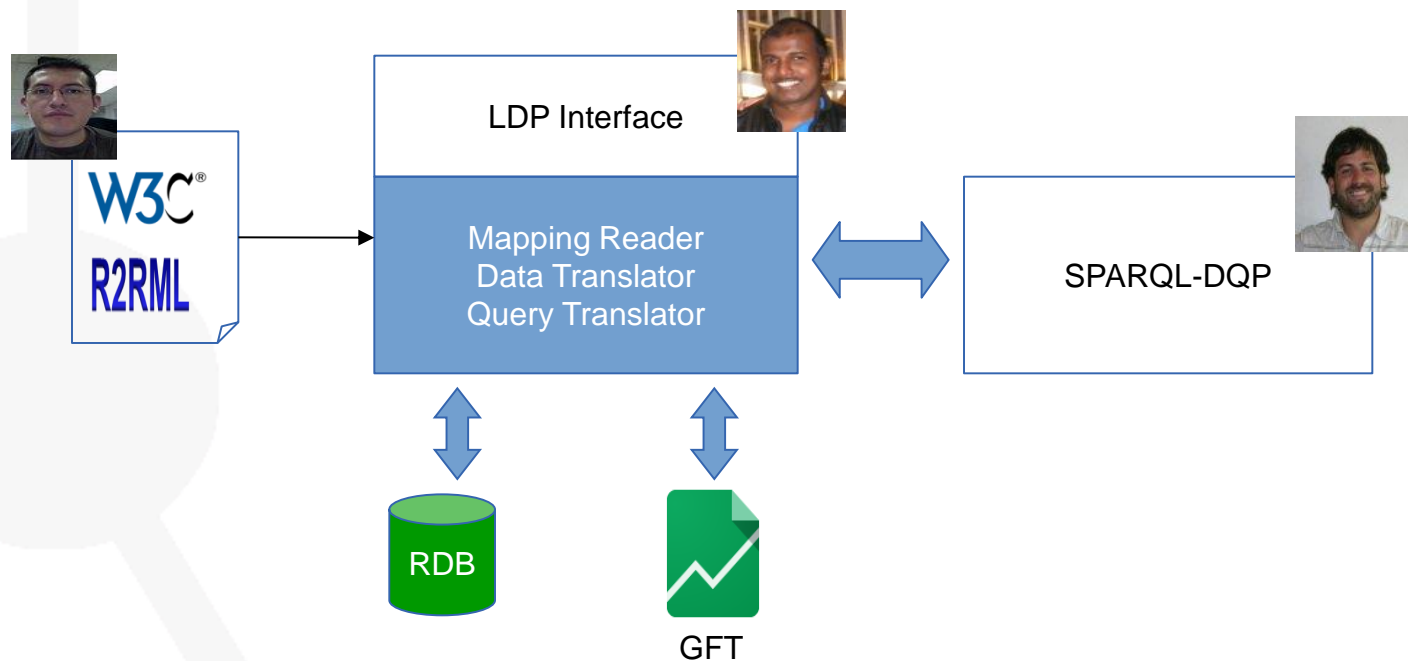 LDP Interface
W3C®
R2RML
Mapping Reader
Data Translator
Query Translator
SPARQL-DQP
RDB
GFT